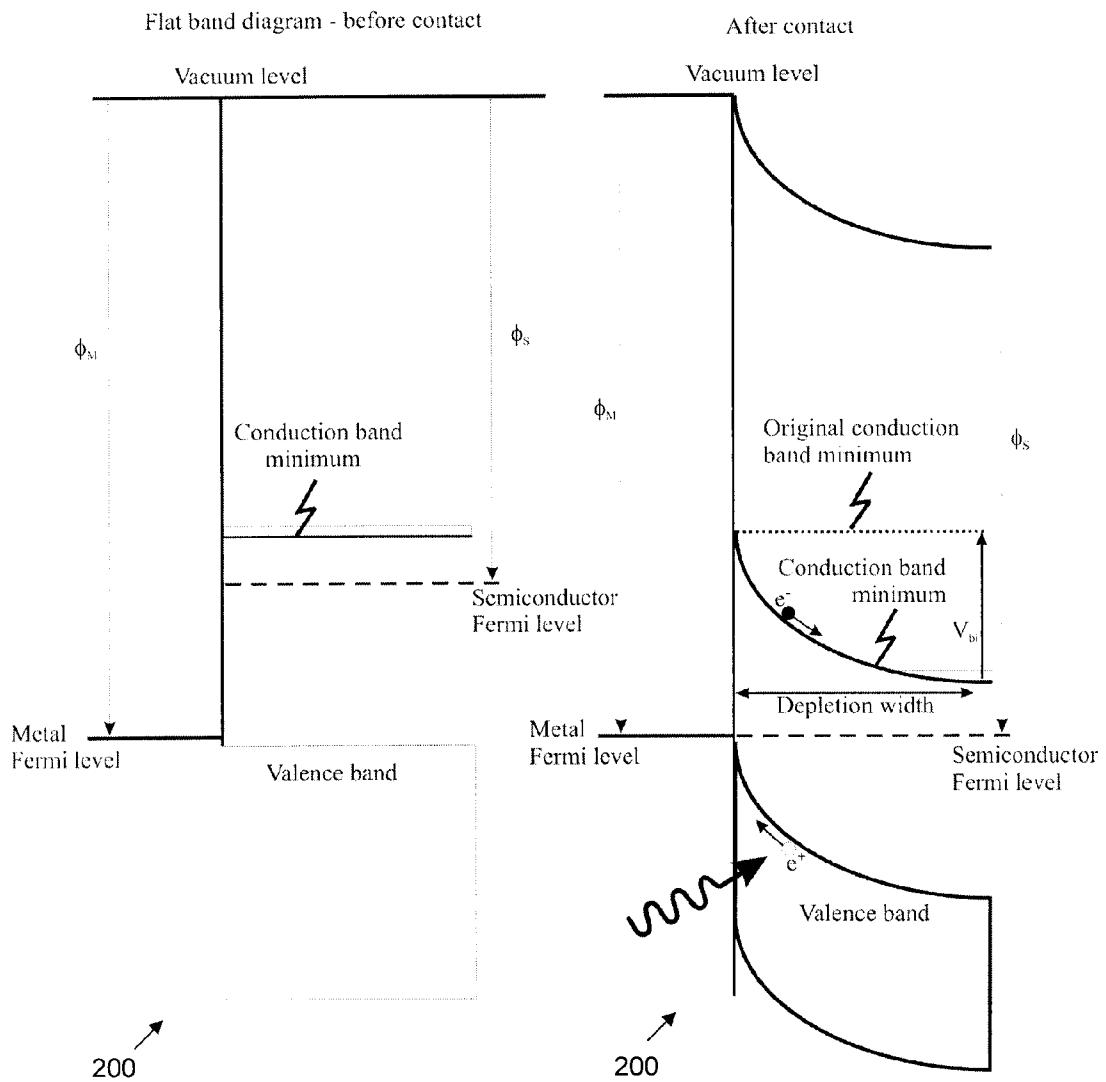 Flat band diagram - before contact
Vacuum level
ϕM
ϕS
Conduction band
minimum
Semiconductor
Fermi level
Metal
Fermi level
Valence band
200
After contact
Vacuum level
ϕM
ϕS
Original conduction
band minimum
Conduction band
minimum
e-
Vbi
Depletion width
Metal
Fermi level
Semiconductor
Fermi level
e+
Valence band
200